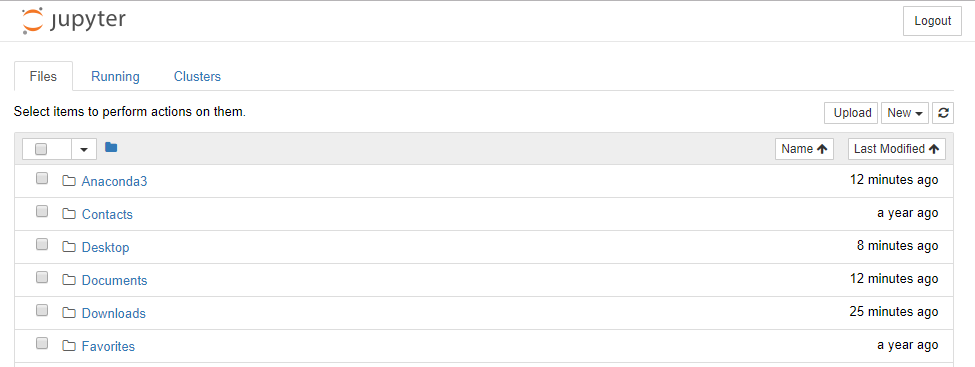 jupyter
Logout
Files Running Clusters
Select items to perform actions on them.
Upload New
Name Last Modified
Anaconda3 12 minutes ago
Contacts a year ago
Desktop 8 minutes ago
Documents 12 minutes ago
Downloads 25 minutes ago
Favorites a year ago